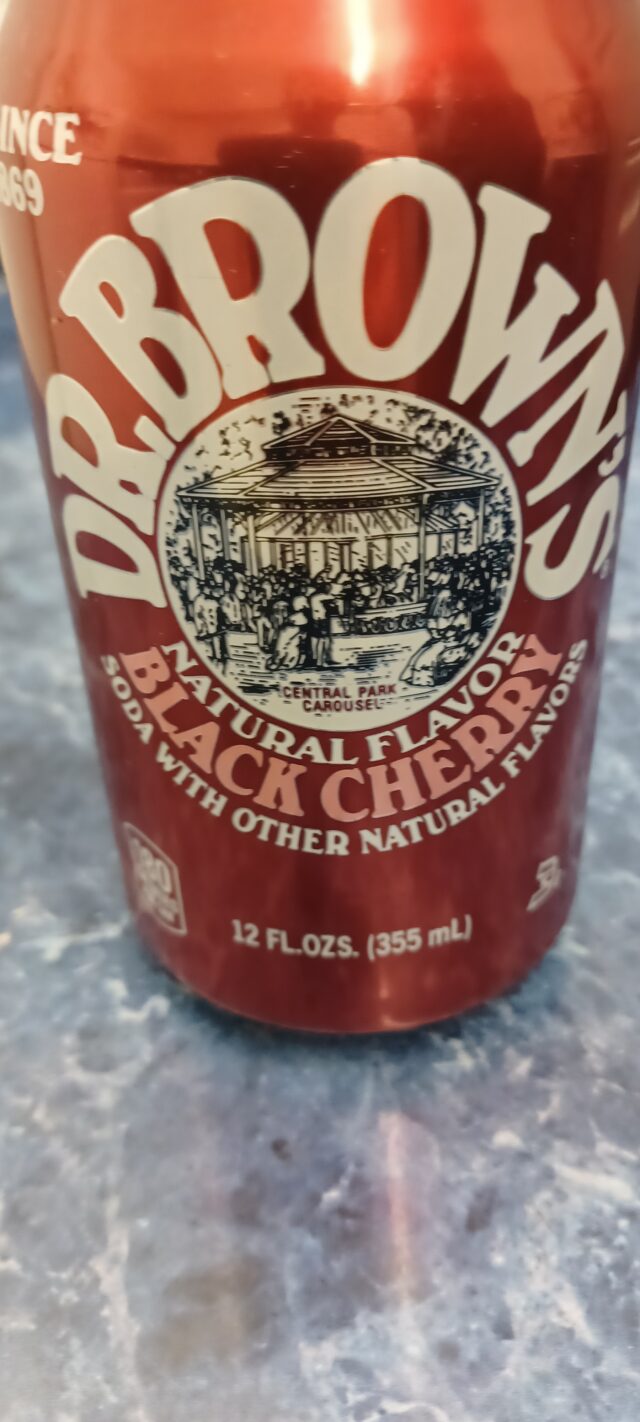 INCE
869
DR. BROWN'S
CENTRAL PARK
CAROUSEL
NATURAL FLAVOR
BLACK CHERRY
SODA WITH OTHER NATURAL FLAVORS
180
12 FL.OZS. (355 mL)